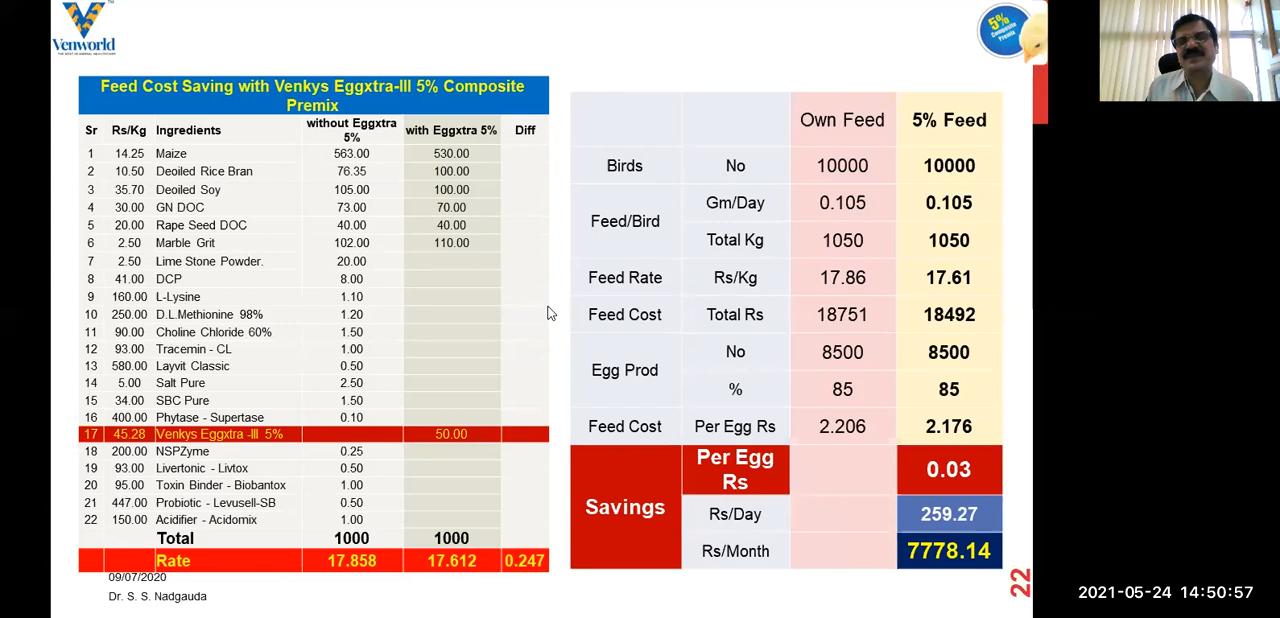 Venworld
5%
Composite
Premix
Feed Cost Saving with Venkys Eggxtra-III 5% Composite
Premix
Sr Rs/Kg Ingredients without Eggxtra 5% with Eggxtra 5% Diff
1 14.25 Maize 563.00 530.00
2 10.50 Deoiled Rice Bran 76.35 100.00
3 35.70 Deoiled Soy 105.00 100.00
4 30.00 GN DOC 73.00 70.00
5 20.00 Rape Seed DOC 40.00 40.00
6 2.50 Marble Grit 102.00 110.00
7 2.50 Lime Stone Powder. 20.00
8 41.00 DCP 8.00
9 160.00 L-Lysine 1.10
10 250.00 D.L.Methionine 98% 1.20
11 90.00 Choline Chloride 60% 1.50
12 93.00 Tracemin - CL 1.00
13 580.00 Layvit Classic 0.50
14 5.00 Salt Pure 2.50
15 34.00 SBC Pure 1.50
16 400.00 Phytase - Supertase 0.10
17 45.28 Venkys Eggxtra -III 5% 50.00
18 200.00 NSPZyme 0.25
19 93.00 Livertonic - Livtox 0.50
20 95.00 Toxin Binder - Biobantox 1.00
21 447.00 Probiotic - Levusell-SB 0.50
22 150.00 Acidifier - Acidomix 1.00
Total 1000 1000
Rate 17.858 17.612 0.247
09/07/2020
Dr. S. S. Nadgauda
Own Feed 5% Feed
Birds No 10000 10000
Feed/Bird Gm/Day 0.105 0.105
Total Kg 1050 1050
Feed Rate Rs/Kg 17.86 17.61
Feed Cost Total Rs 18751 18492
Egg Prod No 8500 8500
% 85 85
Feed Cost Per Egg Rs 2.206 2.176
Savings Per Egg Rs 0.03
Rs/Day 259.27
Rs/Month 7778.14
22
2021-05-24 14:50:57